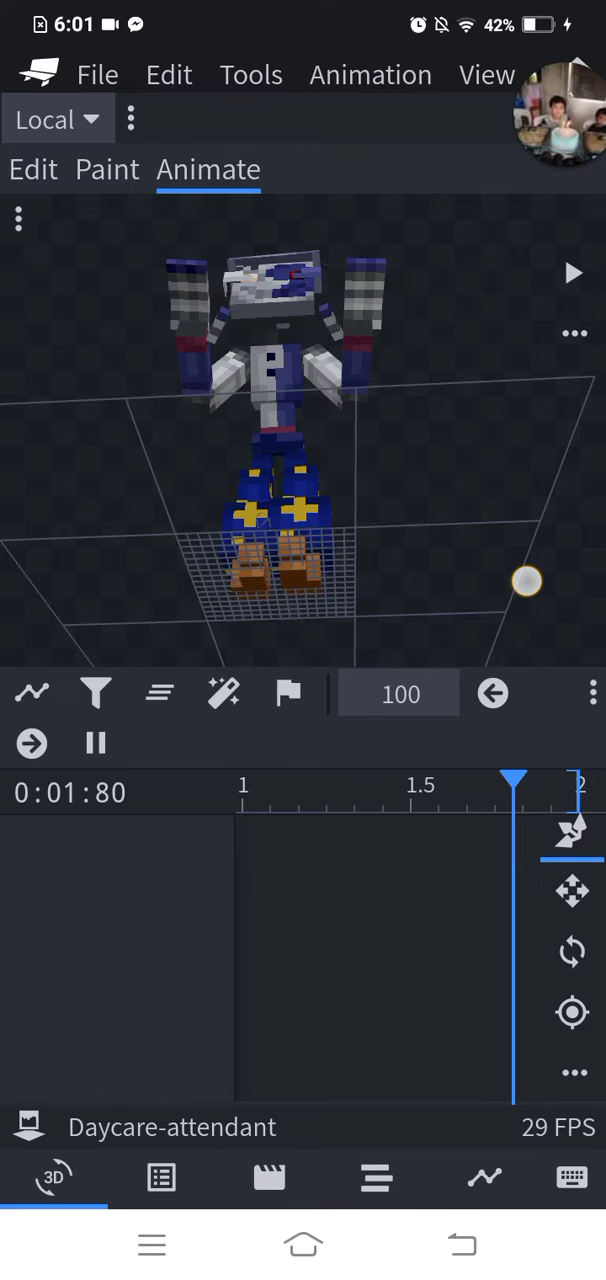 6:01 42%
File Edit Tools Animation View
Local
Edit Paint Animate
100
0:01:80 1 1.5 2
Daycare-attendant 29 FPS
3D